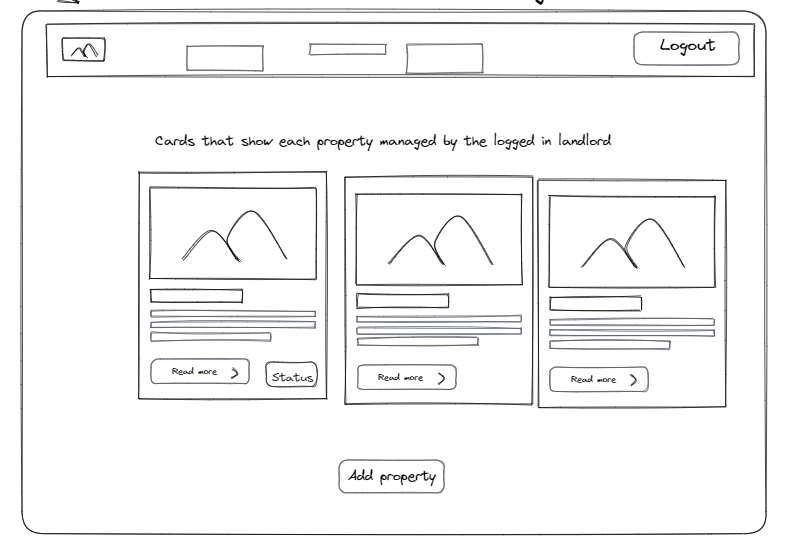 Logout
Cards that show each property managed by the logged in landlord
Read more
Status
Read more
Read more
Add property